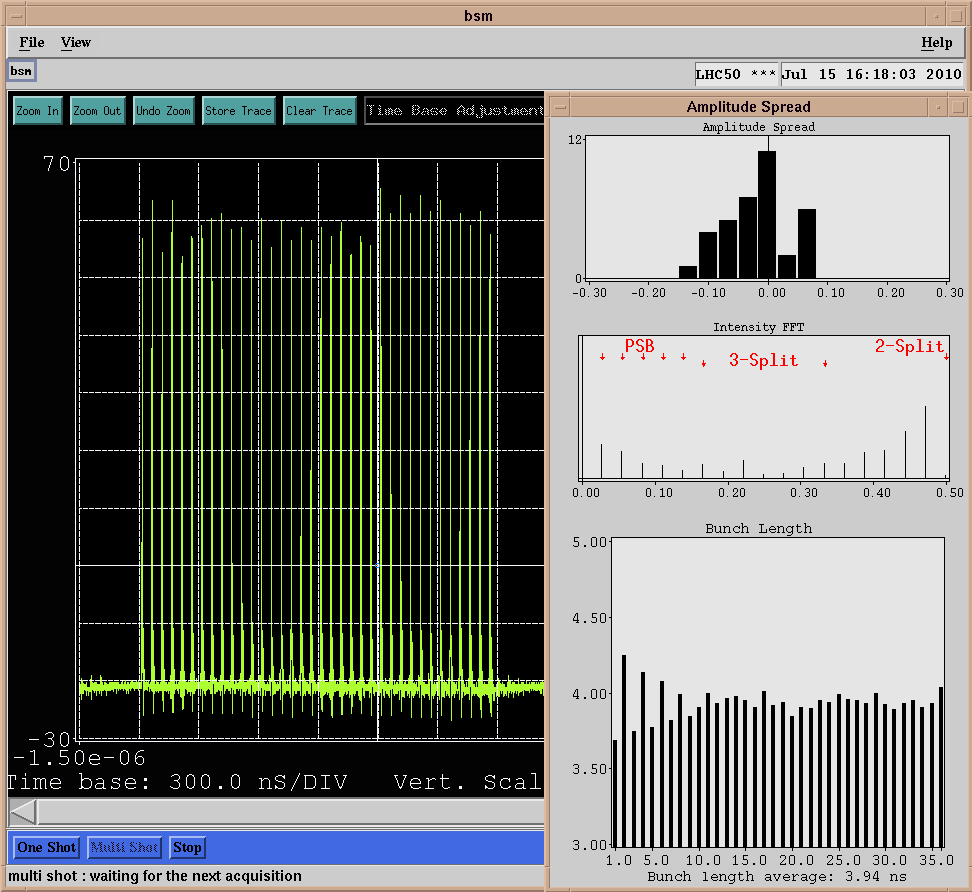 bsm
File View Help
bsm
LHC50 *** Jul 15 16:18:03 2010
Zoom In Zoom Out Undo Zoom Store Trace Clear Trace Time Base Adjustment
70
-30
-1.50e-06
Time base: 300.0 nS/DIV Vert. Scal
One Shot Multi Shot Stop
multi shot : waiting for the next acquisition
Amplitude Spread
Amplitude Spread
12
0
-0.30 -0.20 -0.10 0.00 0.10 0.20 0.30
Intensity FFT
PSB 3-Split 2-Split
0.00 0.10 0.20 0.30 0.40 0.50
Bunch Length
5.00
4.50
4.00
3.50
3.00
1.0 5.0 10.0 15.0 20.0 25.0 30.0 35.0
Bunch length average: 3.94 ns